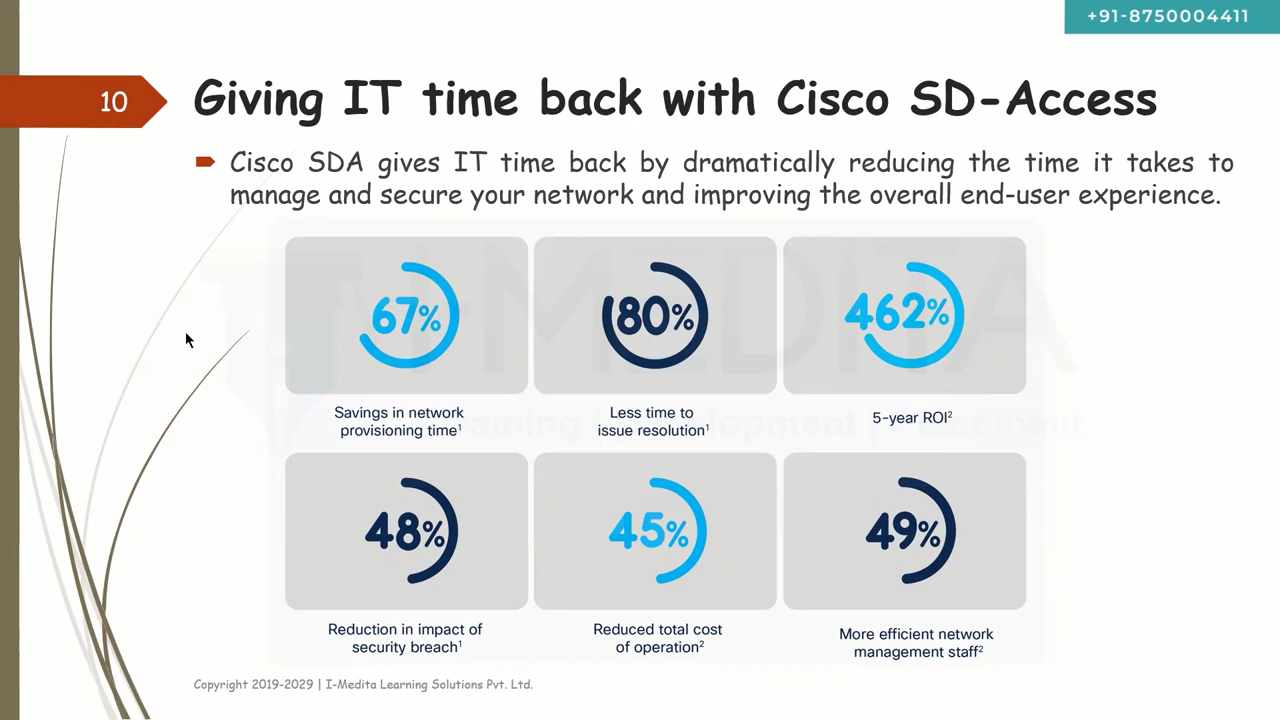 +91-8750004411
10
Giving IT time back with Cisco SD-Access
Cisco SDA gives IT time back by dramatically reducing the time it takes to
manage and secure your network and improving the overall end-user experience.
67%
80%
462%
Savings in network
provisioning time¹
Less time to
issue resolution¹
5-year ROI²
48%
45%
49%
Reduction in impact of
security breach¹
Reduced total cost
of operation²
More efficient network
management staff²
I-MEDITA
Training | Development | Placement
Copyright 2019-2029 | I-Medita Learning Solutions Pvt. Ltd.